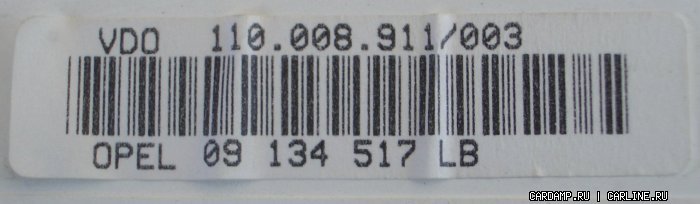 VDO 110.008.911/003
OPEL 09 134 517 LB
CARDAMP.RU | CARLINE.RU